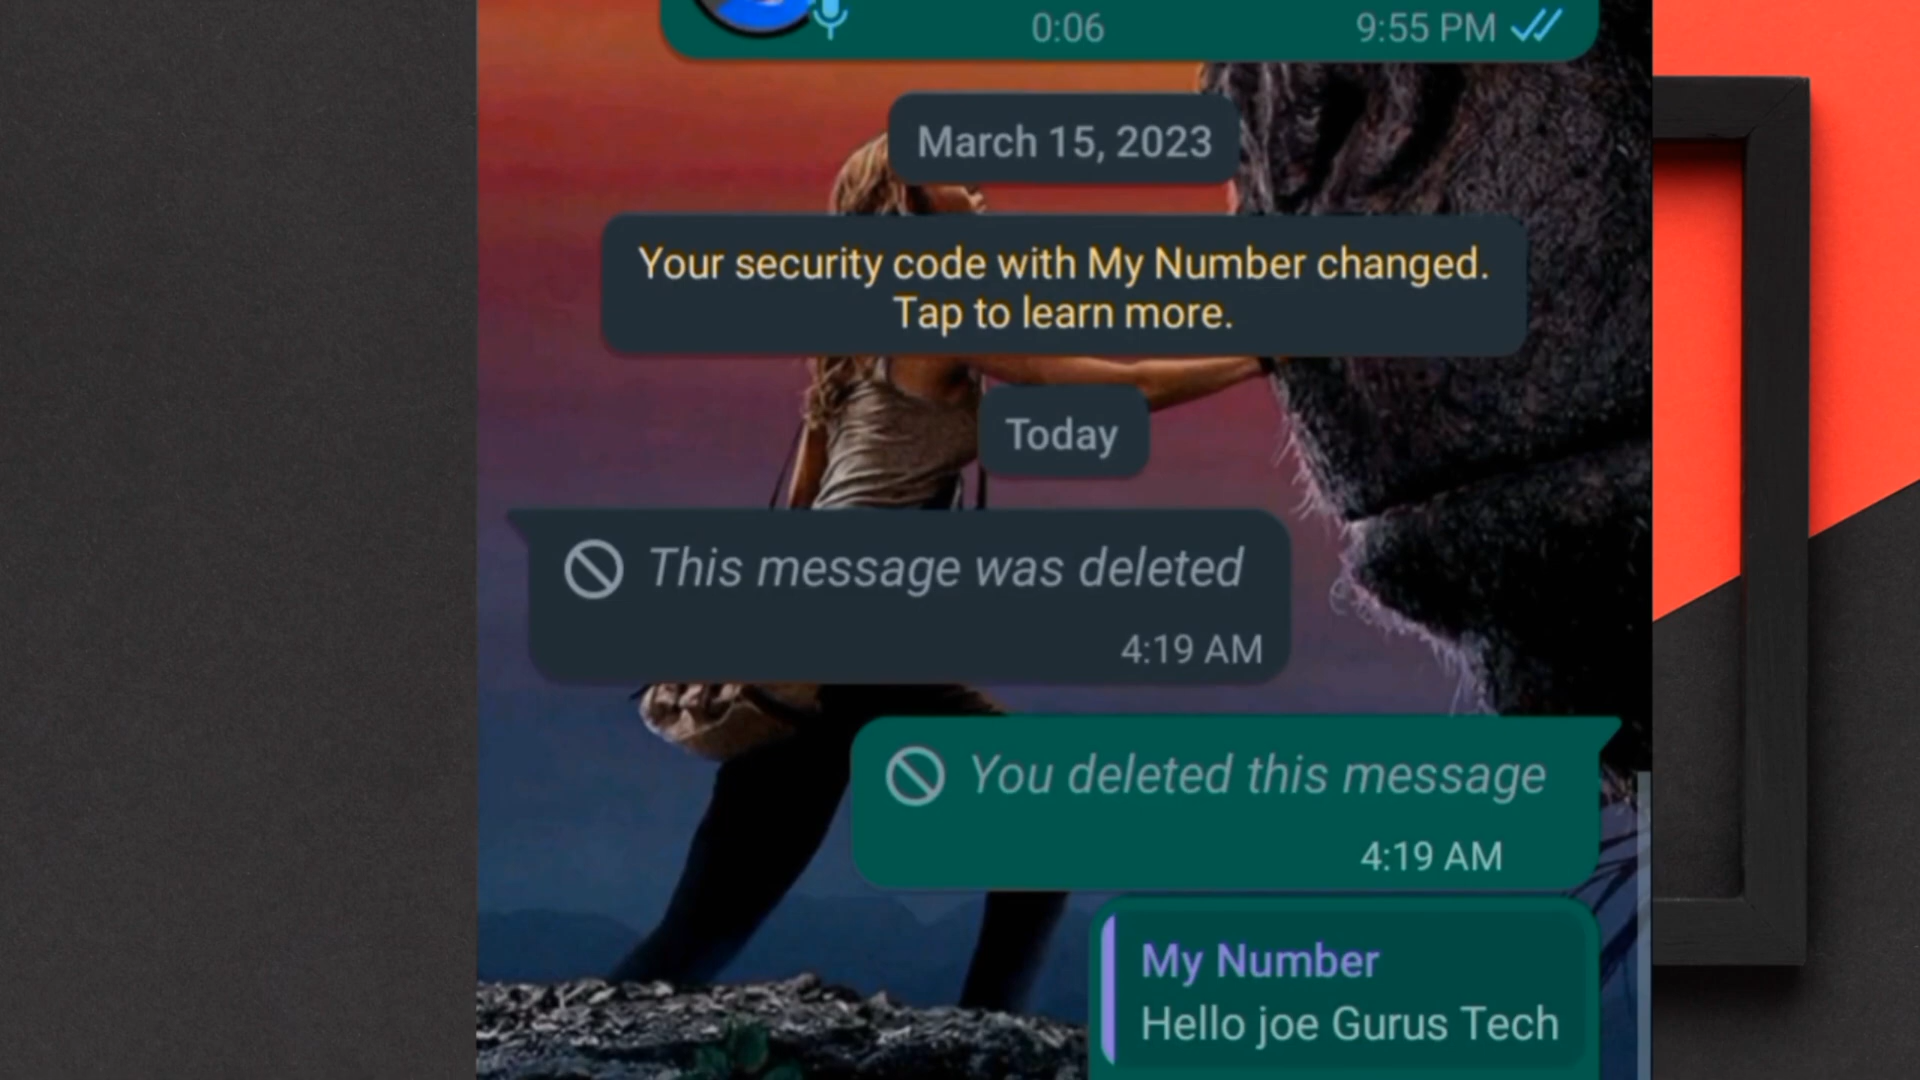 0:06
9:55 PM
March 15, 2023
Your security code with My Number changed.
Tap to learn more.
Today
This message was deleted
4:19 AM
You deleted this message
4:19 AM
My Number
Hello joe Gurus Tech